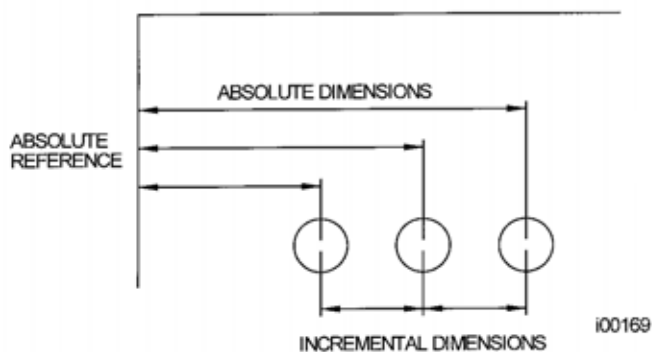 ABSOLUTE DIMENSIONS
ABSOLUTE
REFERENCE
i00169
INCREMENTAL DIMENSIONS